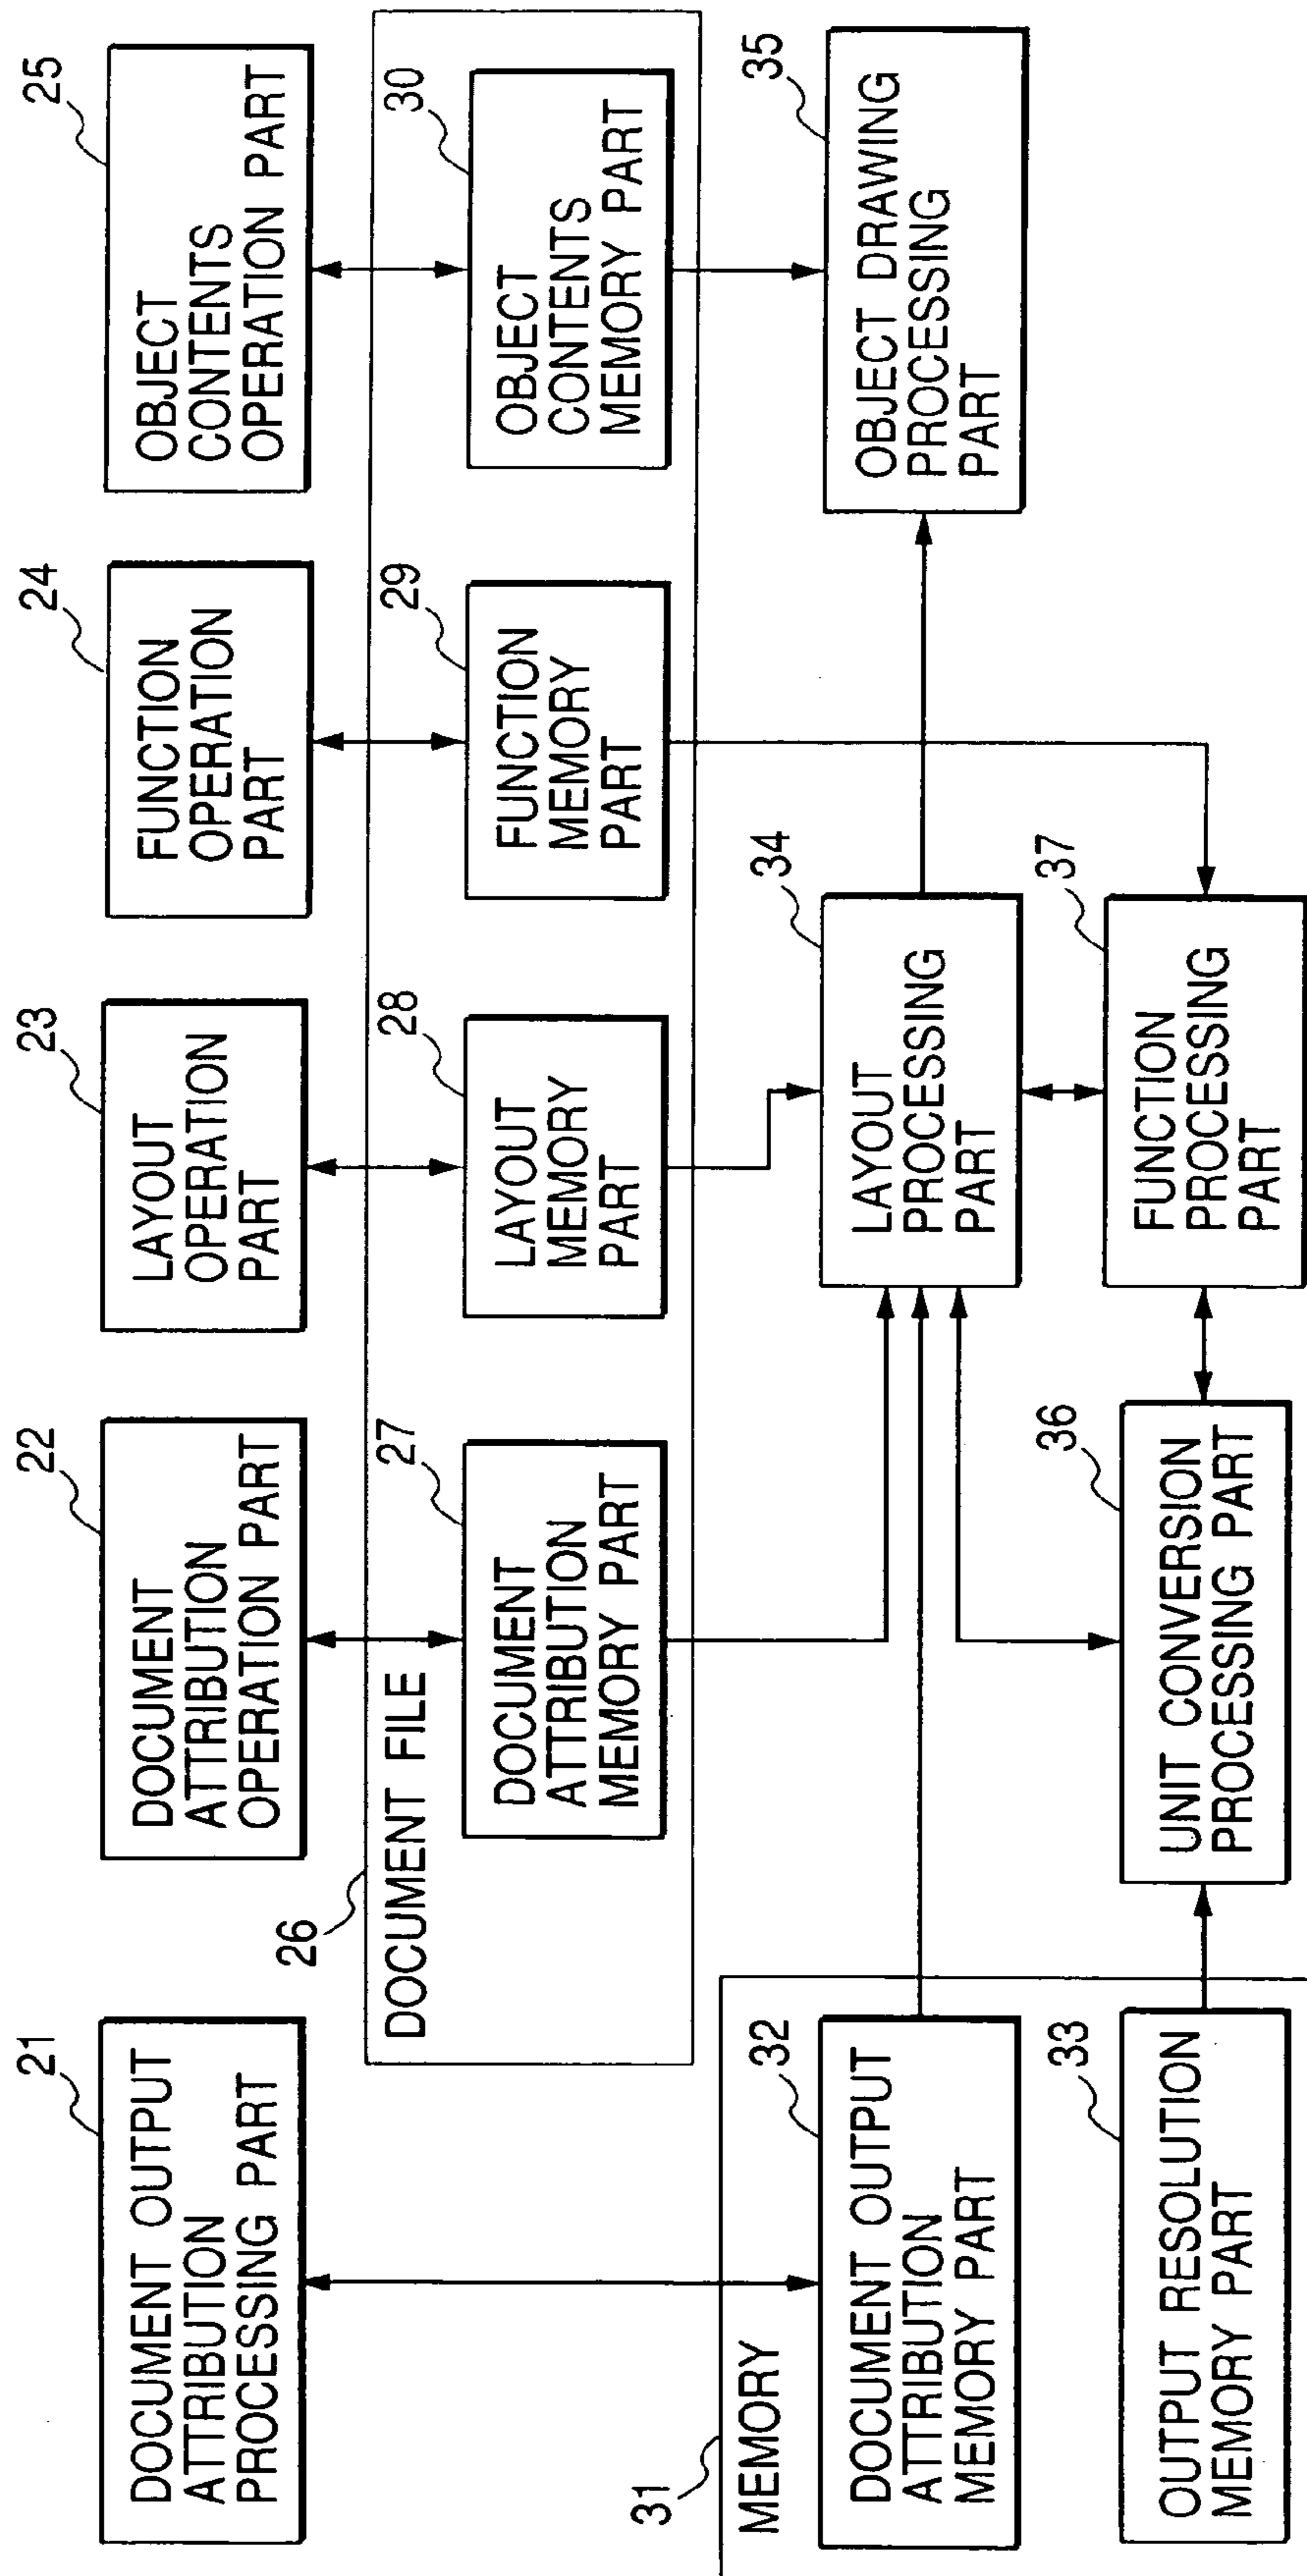 21
DOCUMENT OUTPUT
ATTRIBUTION
PROCESSING PART
22
DOCUMENT
ATTRIBUTION
OPERATION PART
23
LAYOUT
OPERATION
PART
24
FUNCTION
OPERATION
PART
25
OBJECT
CONTENTS
OPERATION PART
26
DOCUMENT FILE
27
DOCUMENT
ATTRIBUTION
MEMORY PART
28
LAYOUT
MEMORY
PART
29
FUNCTION
MEMORY
PART
30
OBJECT
CONTENTS
MEMORY PART
31
MEMORY
32
DOCUMENT OUTPUT
ATTRIBUTION
MEMORY PART
34
LAYOUT
PROCESSING
PART
35
OBJECT DRAWING
PROCESSING
PART
33
OUTPUT RESOLUTION
MEMORY PART
36
UNIT CONVERSION
PROCESSING PART
37
FUNCTION
PROCESSING
PART